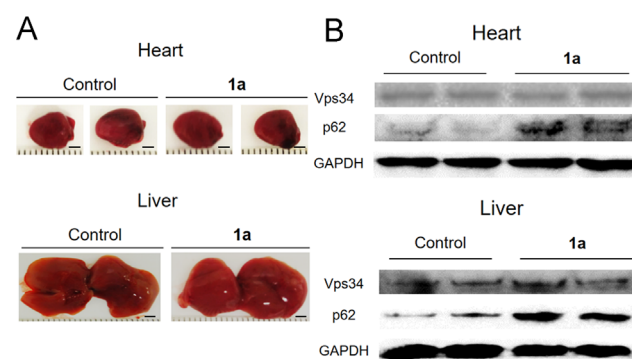 A
Heart
Control 1a
Liver
Control 1a
B
Heart
Control 1a
Vps34
p62
GAPDH
Liver
Control 1a
Vps34
p62
GAPDH